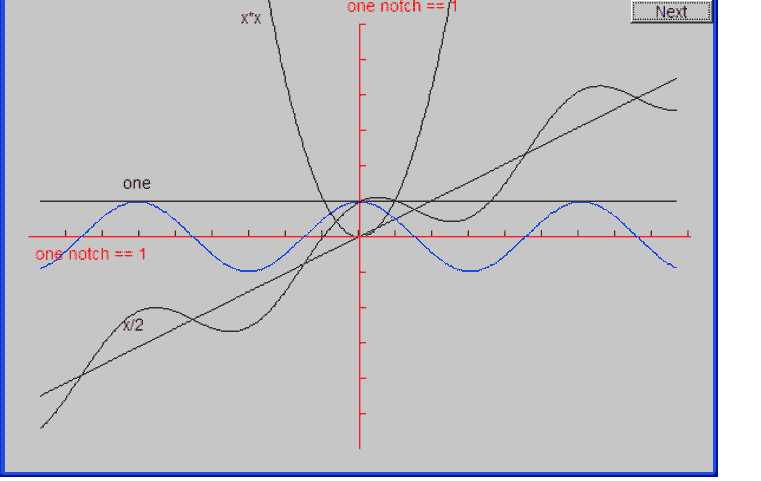 one notch == 1
x*x
Next
one
one notch == 1
x/2